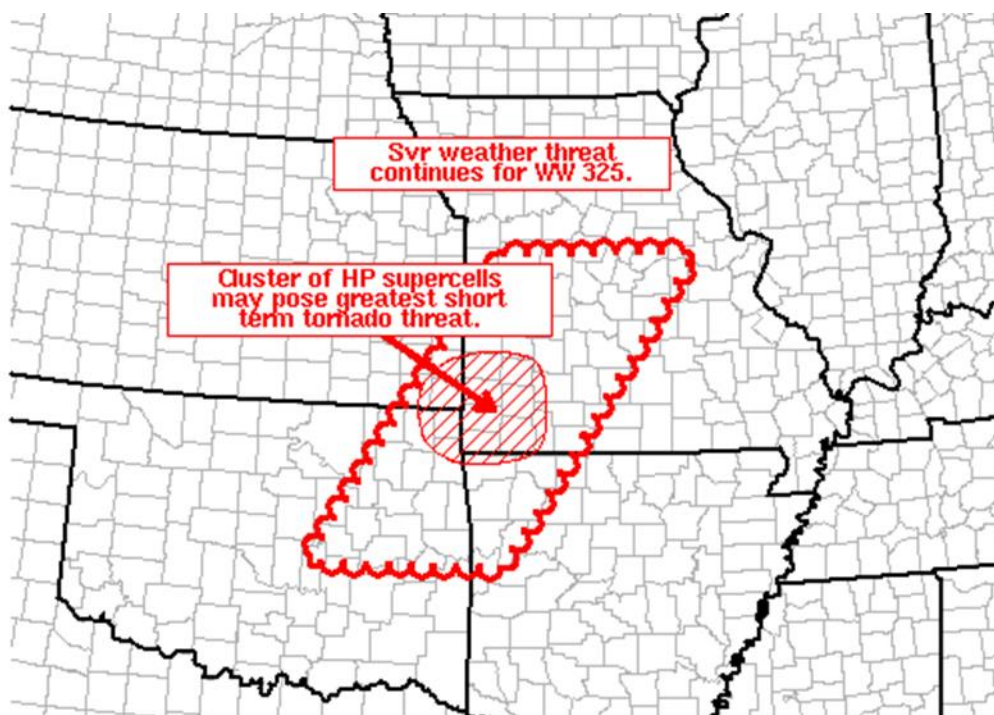 Svr weather threat
continues for WW 325.
Cluster of HP supercells
may pose greatest short
term tornado threat.